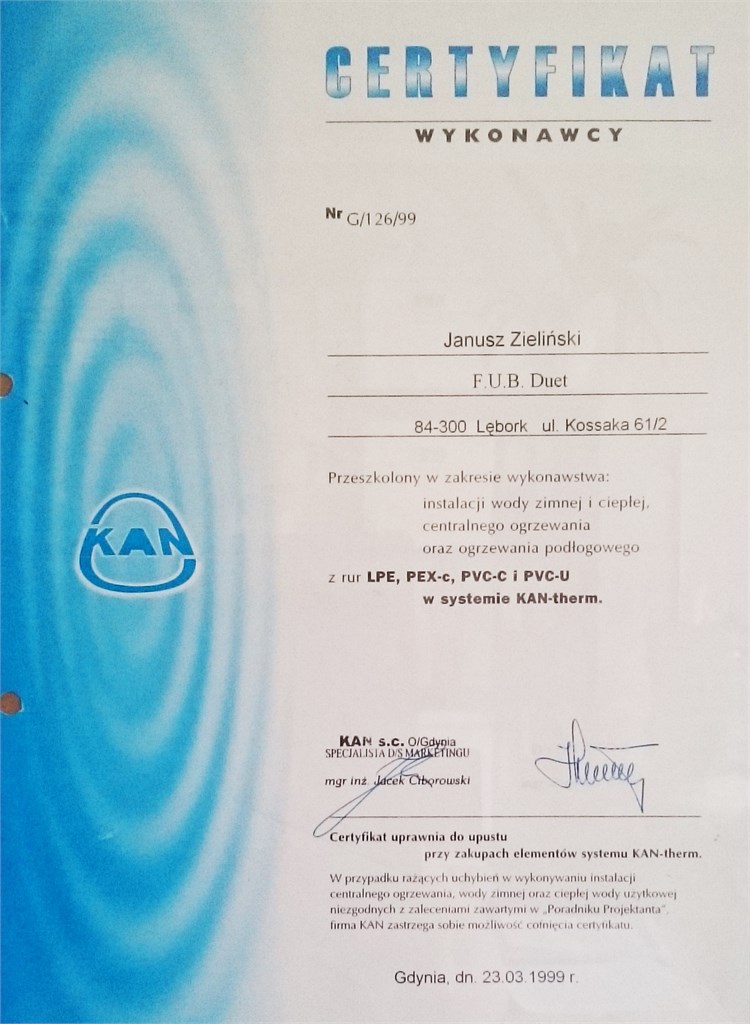 CERTYFIKAT
WYKONAWCY
Nr G/126/99
Janusz Zieliński
F.U.B. Duet
84-300 Lębork ul. Kossaka 61/2
Przeszkolony w zakresie wykonawstwa:
instalacji wody zimnej i ciepłej,
centralnego ogrzewania
oraz ogrzewania podłogowego
z rur LPE, PEX-c, PVC-C i PVC-U
w systemie KAN-therm.
KAN
KAN s.c. O/Gdynia
SPECJALISTA D/S MARKETINGU
mgr inż. Jacek Ciborowski
Certyfikat uprawnia do upustu
przy zakupach elementów systemu KAN-therm.
W przypadku rażących uchybień w wykonywaniu instalacji
centralnego ogrzewania, wody zimnej oraz ciepłej wody użytkowej
niezgodnych z zaleceniami zawartymi w „Poradniku Projektanta”,
firma KAN zastrzega sobie możliwość cofnięcia certyfikatu.
Gdynia, dn. 23.03.1999 r.